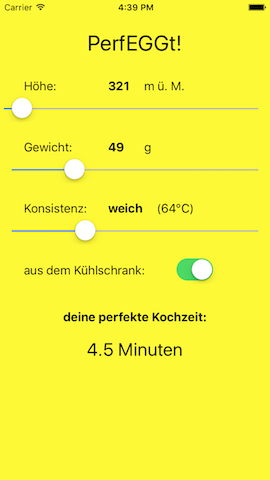 Carrier 4:39 PM
PerfEGGt!
Höhe: 321 m ü. M.
Gewicht: 49 g
Konsistenz: weich (64°C)
aus dem Kühlschrank:
deine perfekte Kochzeit:
4.5 Minuten